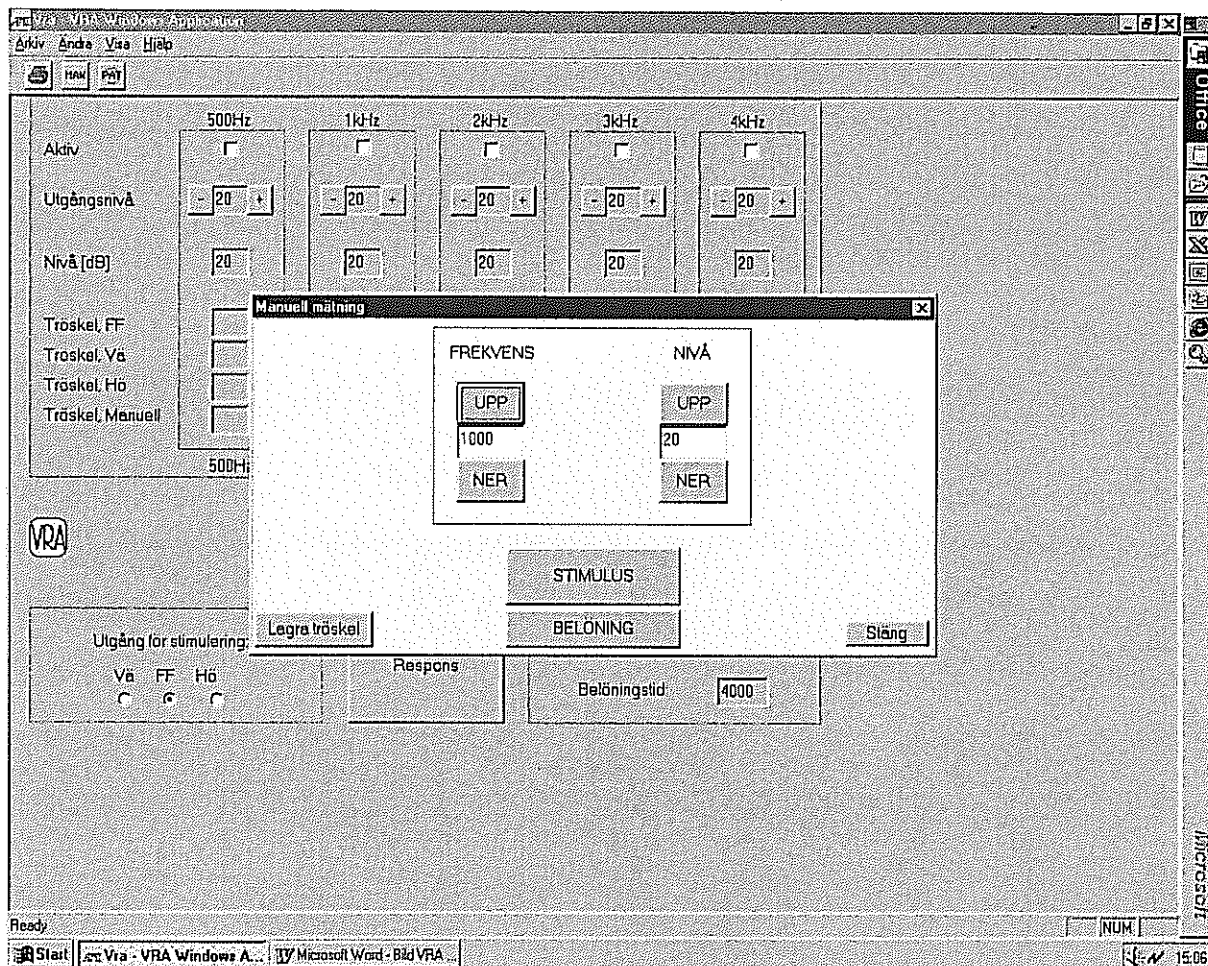 Vra - VRA Windows Application
Arkiv Ändra Visa Hjälp
MAN PAT
500Hz 1kHz 2kHz 3kHz 4kHz
Aktiv
Utgångsnivå - 20 + - 20 + - 20 + - 20 + - 20 +
Nivå [dB] 20 20 20 20 20
Tröskel, FF
Tröskel, Vä
Tröskel, Hö
Tröskel, Manuell
500Hz
Manuell mätning
FREKVENS NIVÅ
UPP UPP
1000 20
NER NER
STIMULUS
Lagra tröskel BELÖNING Stäng
VRA
Utgång för stimulering:
Vä FF Hö
Respons
Belöningstid: 4000
Office
Microsoft
Ready NUM
Start Vra - VRA Windows A... Microsoft Word - Bild VRA ... 15:06